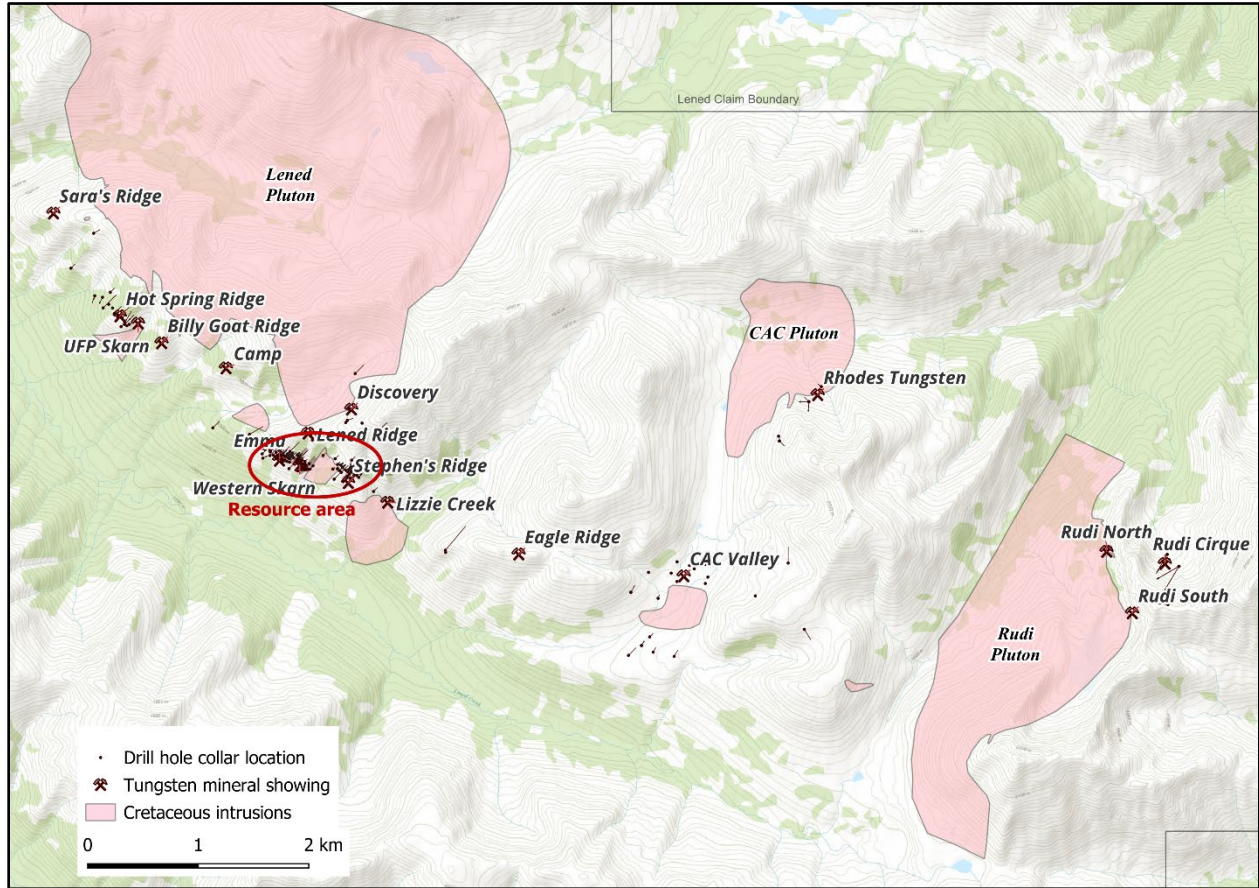 Lened Claim Boundary
Lened
Pluton
Sara's Ridge
Hot Spring Ridge
Billy Goat Ridge
UFP Skarn
Camp
CAC Pluton
Rhodes Tungsten
Discovery
Emma
Lened Ridge
Stephen's Ridge
Western Skarn
Resource area
Lizzie Creek
Eagle Ridge
CAC Valley
Rudi North
Rudi Cirque
Rudi South
Rudi
Pluton
Lened Creek
Drill hole collar location
Tungsten mineral showing
Cretaceous intrusions
0 1 2 km